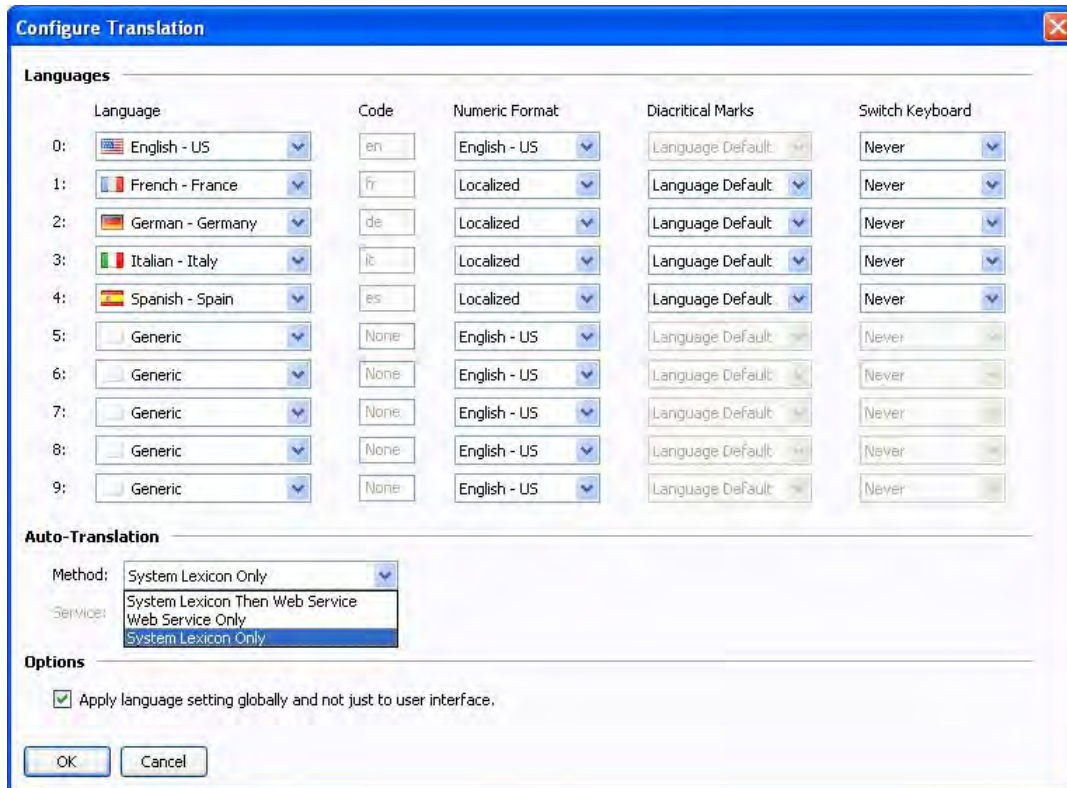 Configure Translation
Languages
Language Code Numeric Format Diacritical Marks Switch Keyboard
0: English - US en English - US Language Default Never
1: French - France fr Localized Language Default Never
2: German - Germany de Localized Language Default Never
3: Italian - Italy it Localized Language Default Never
4: Spanish - Spain es Localized Language Default Never
5: Generic None English - US Language Default Never
6: Generic None English - US Language Default Never
7: Generic None English - US Language Default Never
8: Generic None English - US Language Default Never
9: Generic None English - US Language Default Never
Auto-Translation
Method: System Lexicon Only
System Lexicon Then Web Service
Service: Web Service Only
System Lexicon Only
Options
Apply language setting globally and not just to user interface.
OK Cancel